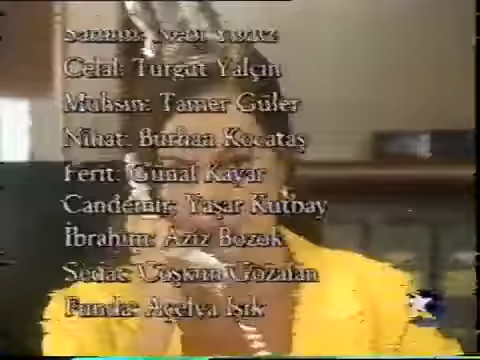 Celal: Turgut Yalçın
Muhsin: Tamer Güler
Nihat: Burhan Kocataş
Ferit: Günal Kayar
Candemir: Yaşar Kutbay
İbrahim: Aziz Bozok
Sedat: Coşkun Gözalan
Funda: Açelya Işık